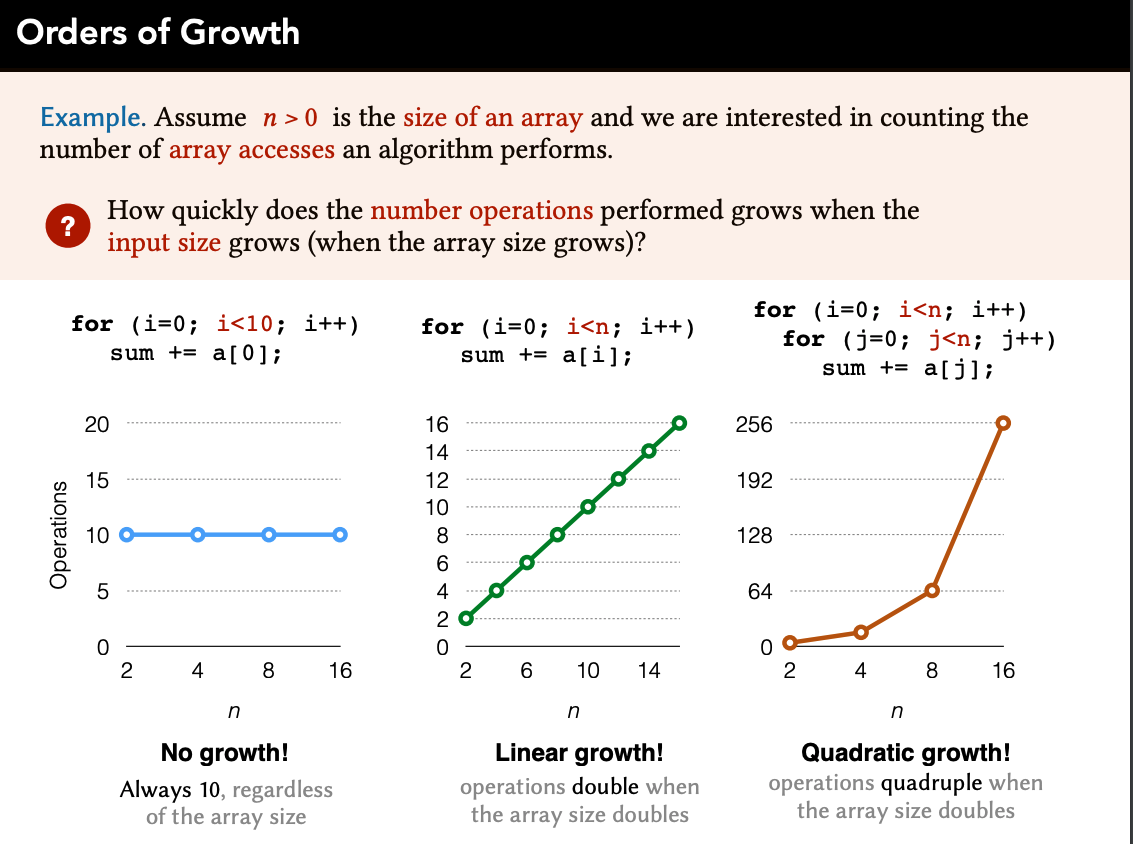 Orders of Growth
Example. Assume n > 0 is the size of an array and we are interested in counting the
number of array accesses an algorithm performs.
?
How quickly does the number operations performed grows when the
input size grows (when the array size grows)?
for (i=0; i<10; i++)
sum += a[0];
for (i=0; i<n; i++)
sum += a[i];
for (i=0; i<n; i++)
for (j=0; j<n; j++)
sum += a[j];
Operations
20
15
10
5
0
2 4 8 16
n
16
14
12
10
8
6
4
2
0
2 6 10 14
n
256
192
128
64
0
2 4 8 16
n
No growth!
Always 10, regardless
of the array size
Linear growth!
operations double when
the array size doubles
Quadratic growth!
operations quadruple when
the array size doubles